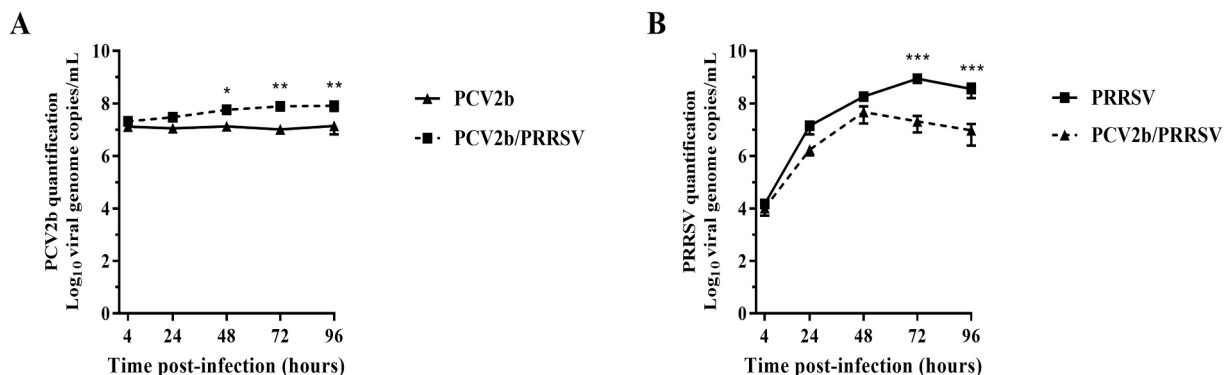 A
PCV2b quantification
Log₁₀ viral genome copies/mL
10
8
6
4
2
0
* ** **
4 24 48 72 96
Time post-infection (hours)
PCV2b
PCV2b/PRRSV
B
PRRSV quantification
Log₁₀ viral genome copies/mL
10
8
6
4
2
0
*** ***
4 24 48 72 96
Time post-infection (hours)
PRRSV
PCV2b/PRRSV